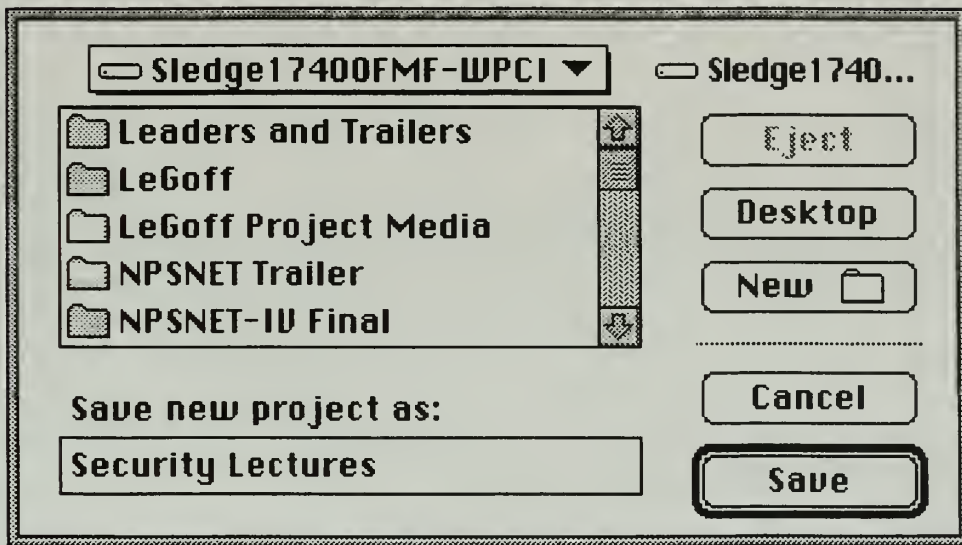 Sledge17400FMF-WPCI
Sledge1740...
Leaders and Trailers
LeGoff
LeGoff Project Media
NPSNET Trailer
NPSNET-IV Final
Eject
Desktop
New
Save new project as:
Security Lectures
Cancel
Save